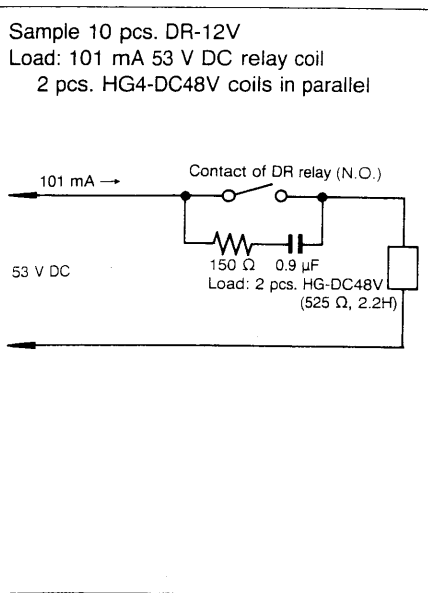 Sample 10 pcs. DR-12V
Load: 101 mA 53 V DC relay coil
2 pcs. HG4-DC48V coils in parallel
Contact of DR relay (N.O.)
101 mA →
150 Ω 0.9 µF
53 V DC
Load: 2 pcs. HG-DC48V
(525 Ω, 2.2H)